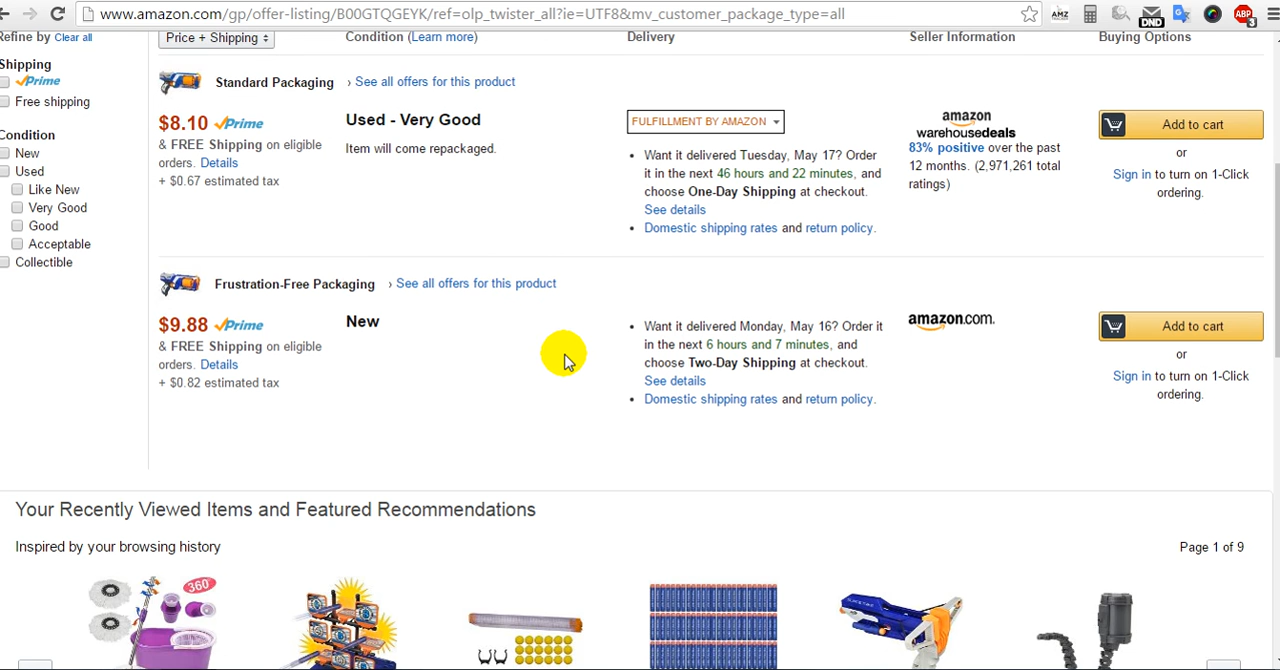 www.amazon.com/gp/offer-listing/B00GTQGEYK/ref=olp_twister_all?ie=UTF8&mv_customer_package_type=all
AMZ
DND
ABP
3
Refine by Clear all
Shipping
Prime
Free shipping
Condition
New
Used
Like New
Very Good
Good
Acceptable
Collectible
Price + Shipping
Condition (Learn more)
Delivery
Seller Information
Buying Options
Standard Packaging
› See all offers for this product
$8.10 Prime
& FREE Shipping on eligible
orders. Details
+ $0.67 estimated tax
Used - Very Good
Item will come repackaged.
FULFILLMENT BY AMAZON
• Want it delivered Tuesday, May 17? Order
it in the next 46 hours and 22 minutes, and
choose One-Day Shipping at checkout.
See details
• Domestic shipping rates and return policy.
amazon
warehousedeals
83% positive over the past
12 months. (2,971,261 total
ratings)
Add to cart
or
Sign in to turn on 1-Click
ordering.
Frustration-Free Packaging
› See all offers for this product
$9.88 Prime
& FREE Shipping on eligible
orders. Details
+ $0.82 estimated tax
New
• Want it delivered Monday, May 16? Order it
in the next 6 hours and 7 minutes, and
choose Two-Day Shipping at checkout.
See details
• Domestic shipping rates and return policy.
amazon.com.
Add to cart
or
Sign in to turn on 1-Click
ordering.
Your Recently Viewed Items and Featured Recommendations
Inspired by your browsing history
Page 1 of 9
360°